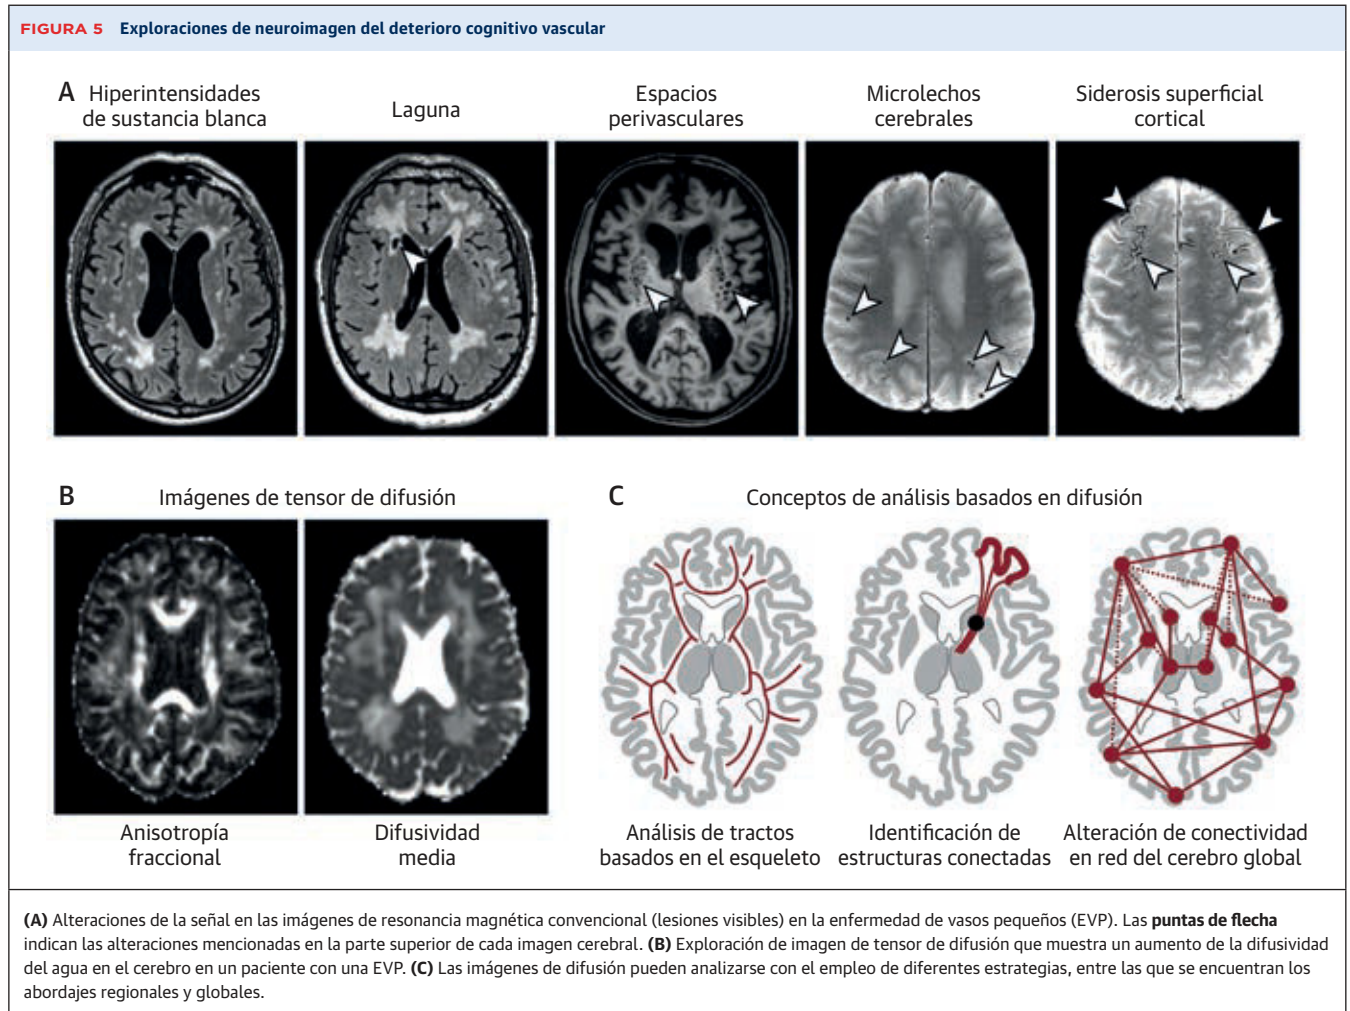 FIGURA 5 Exploraciones de neuroimagen del deterioro cognitivo vascular
A
Hiperintensidades
de sustancia blanca
Laguna
Espacios
perivasculares
Microlechos
cerebrales
Siderosis superficial
cortical
B
Imágenes de tensor de difusión
Anisotropía
fraccional
Difusividad
media
C
Conceptos de análisis basados en difusión
Análisis de tractos
basados en el esqueleto
Identificación de
estructuras conectadas
Alteración de conectividad
en red del cerebro global
(A) Alteraciones de la señal en las imágenes de resonancia magnética convencional (lesiones visibles) en la enfermedad de vasos pequeños (EVP). Las puntas de flecha
indican las alteraciones mencionadas en la parte superior de cada imagen cerebral. (B) Exploración de imagen de tensor de difusión que muestra un aumento de la difusividad
del agua en el cerebro en un paciente con una EVP. (C) Las imágenes de difusión pueden analizarse con el empleo de diferentes estrategias, entre las que se encuentran los
abordajes regionales y globales.